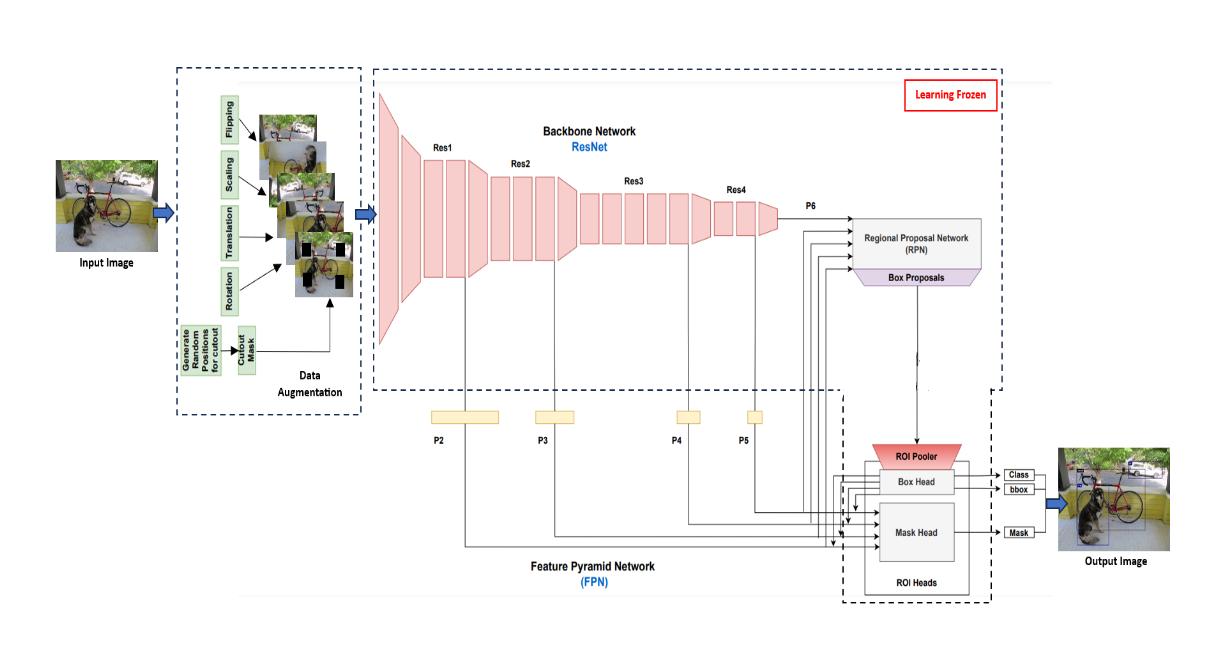 Input Image
Flipping
Scaling
Translation
Rotation
Generate
Random
Positions
for cutout
Cutout
Mask
Data
Augmentation
Learning Frozen
Backbone Network
ResNet
Res1
Res2
Res3
Res4
P6
Regional Proposal Network
(RPN)
Box Proposals
P2
P3
P4
P5
ROI Pooler
Box Head
Mask Head
ROI Heads
Class
bbox
Mask
Feature Pyramid Network
(FPN)
Output Image